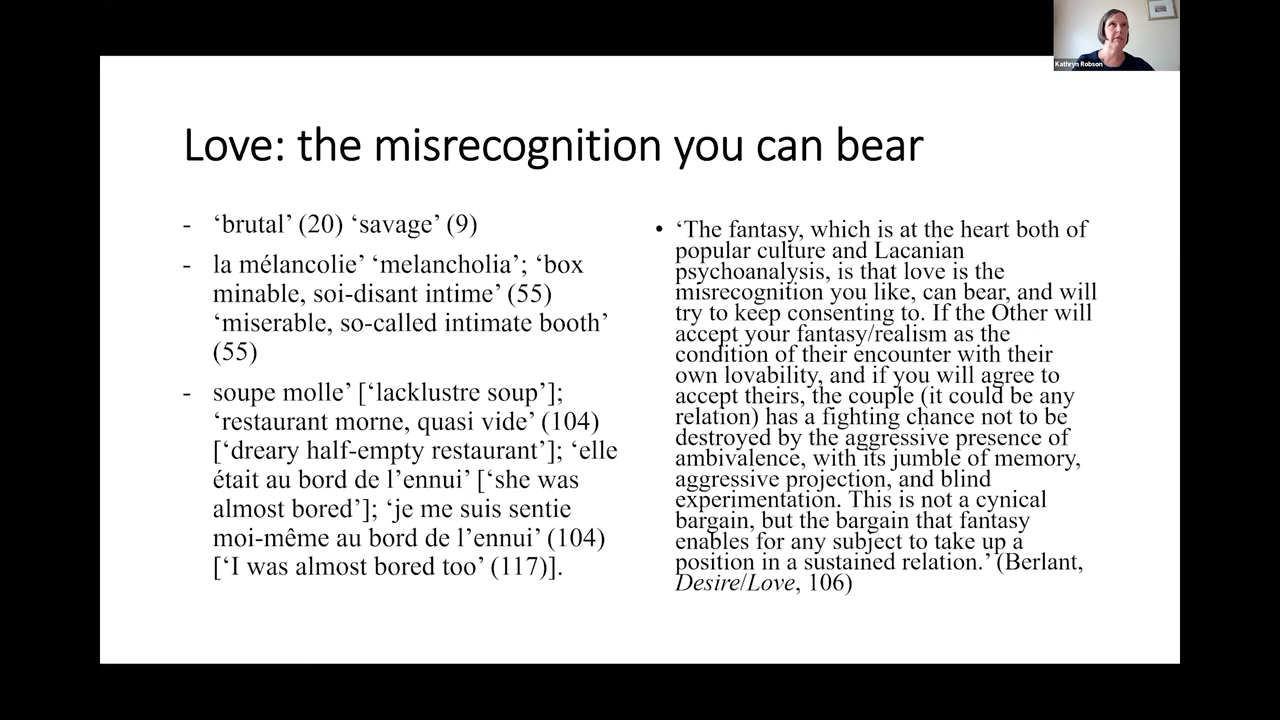 Kathryn Robson
Love: the misrecognition you can bear
- ‘brutal’ (20) ‘savage’ (9)
- la mélancolie’ ‘melancholia’; ‘box
minable, soi-disant intime’ (55)
‘miserable, so-called intimate booth’
(55)
- soupe molle’ [‘lacklustre soup’];
‘restaurant morne, quasi vide’ (104)
[‘dreary half-empty restaurant’]; ‘elle
était au bord de l’ennui’ [‘she was
almost bored’]; ‘je me suis sentie
moi-même au bord de l’ennui’ (104)
[‘I was almost bored too’ (117)].
• ‘The fantasy, which is at the heart both of
popular culture and Lacanian
psychoanalysis, is that love is the
misrecognition you like, can bear, and will
try to keep consenting to. If the Other will
accept your fantasy/realism as the
condition of their encounter with their
own lovability, and if you will agree to
accept theirs, the couple (it could be any
relation) has a fighting chance not to be
destroyed by the aggressive presence of
ambivalence, with its jumble of memory,
aggressive projection, and blind
experimentation. This is not a cynical
bargain, but the bargain that fantasy
enables for any subject to take up a
position in a sustained relation.’ (Berlant,
Desire/Love, 106)